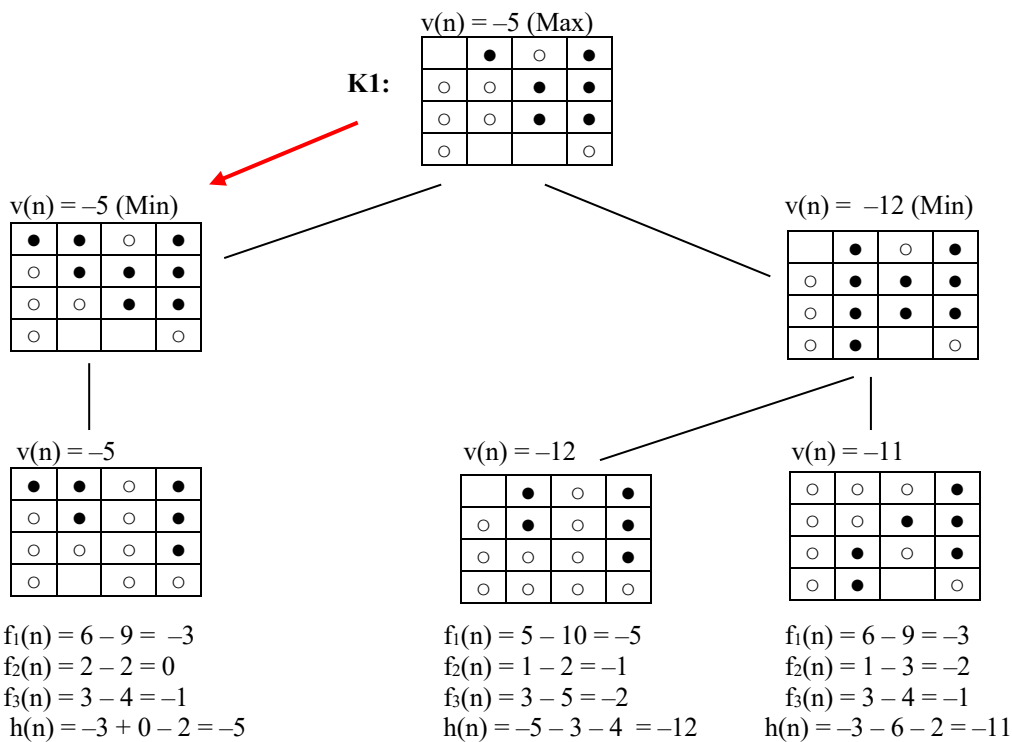 v(n) = –5 (Max)
● ○ ●
K1:
○ ○ ● ●
○ ○ ● ●
○ ○
v(n) = –5 (Min)
● ● ○ ●
○ ● ● ●
○ ○ ● ●
○ ○
v(n) = –12 (Min)
● ○ ●
○ ● ● ●
○ ● ● ●
○ ● ○
v(n) = –5
● ● ○ ●
○ ● ○ ●
○ ○ ○ ●
○ ○ ○
f₁(n) = 6 – 9 = –3
f₂(n) = 2 – 2 = 0
f₃(n) = 3 – 4 = –1
h(n) = –3 + 0 – 2 = –5
v(n) = –12
● ○ ●
○ ● ○ ●
○ ○ ○ ●
○ ○ ○ ○
f₁(n) = 5 – 10 = –5
f₂(n) = 1 – 2 = –1
f₃(n) = 3 – 5 = –2
h(n) = –5 – 3 – 4 = –12
v(n) = –11
○ ○ ○ ●
○ ○ ● ●
○ ● ○ ●
○ ● ○
f₁(n) = 6 – 9 = –3
f₂(n) = 1 – 3 = –2
f₃(n) = 3 – 4 = –1
h(n) = –3 – 6 – 2 = –11